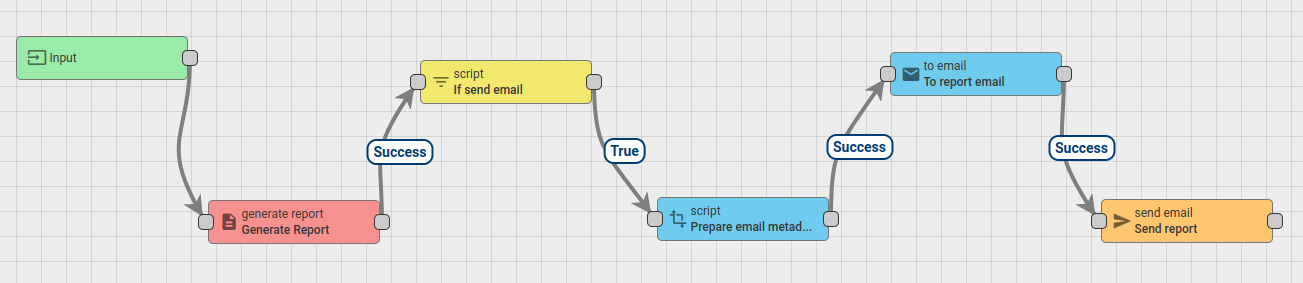 Input
generate report
Generate Report
Success
script
If send email
True
script
Prepare email metad...
Success
to email
To report email
Success
send email
Send report